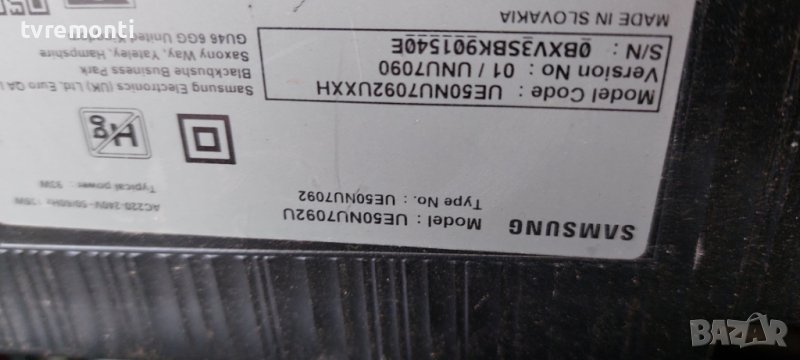 SAMSUNG
Model : UE50NU7092U
Type No. : UE50NU7092
AC220-240V~50/60Hz
Typical power : 93W
Hg
Model Code : UE50NU7092UXXH
Version No : 01 / UNU7090
S/N : 0BXV3SBK901540E
Samsung Electronics (UK) Ltd, Euro QA
Blackbushe Business Park
Saxony Way, Yateley, Hampshire
GU46 6GG United
MADE IN SLOVAKIA
tvremonti
BAZAR